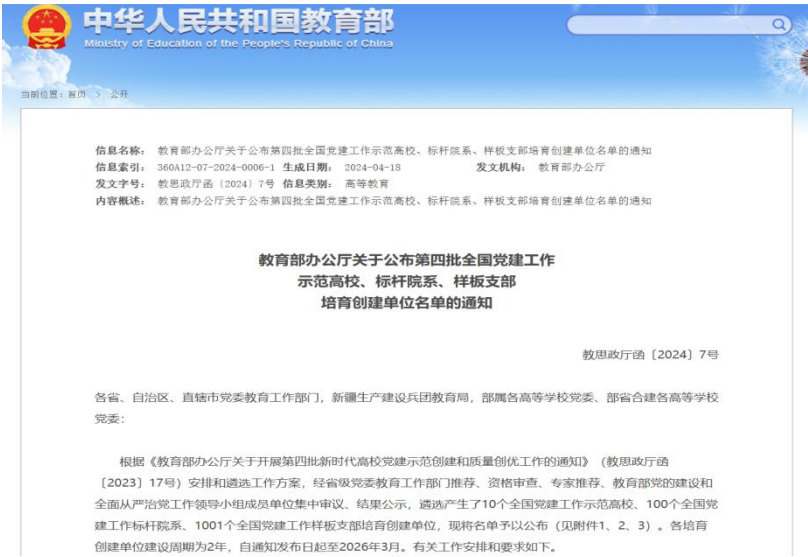 中华人民共和国教育部
Ministry of Education of the People's Republic of China
当前位置：首页 > 公开
信息名称： 教育部办公厅关于公布第四批全国党建工作示范高校、标杆院系、样板支部培育创建单位名单的通知
信息索引： 360A12-07-2024-0006-1 生成日期： 2024-04-18 发文机构： 教育部办公厅
发文字号： 教思政厅函〔2024〕7号 信息类别： 高等教育
内容概述： 教育部办公厅关于公布第四批全国党建工作示范高校、标杆院系、样板支部培育创建单位名单的通知
教育部办公厅关于公布第四批全国党建工作
示范高校、标杆院系、样板支部
培育创建单位名单的通知
教思政厅函〔2024〕7号
各省、自治区、直辖市党委教育工作部门，新疆生产建设兵团教育局，部属各高等学校党委、部省合建各高等学校
党委：
根据《教育部办公厅关于开展第四批新时代高校党建示范创建和质量创优工作的通知》（教思政厅函
〔2023〕17号）安排和遴选工作方案，经省级党委教育工作部门推荐、资格审查、专家推荐、教育部党的建设和
全面从严治党工作领导小组成员单位集中审议、结果公示，遴选产生了10个全国党建工作示范高校、100个全国党
建工作标杆院系、1001个全国党建工作样板支部培育创建单位，现将名单予以公布（见附件1、2、3）。各培育
创建单位建设周期为2年，自通知发布日起至2026年3月。有关工作安排和要求如下。